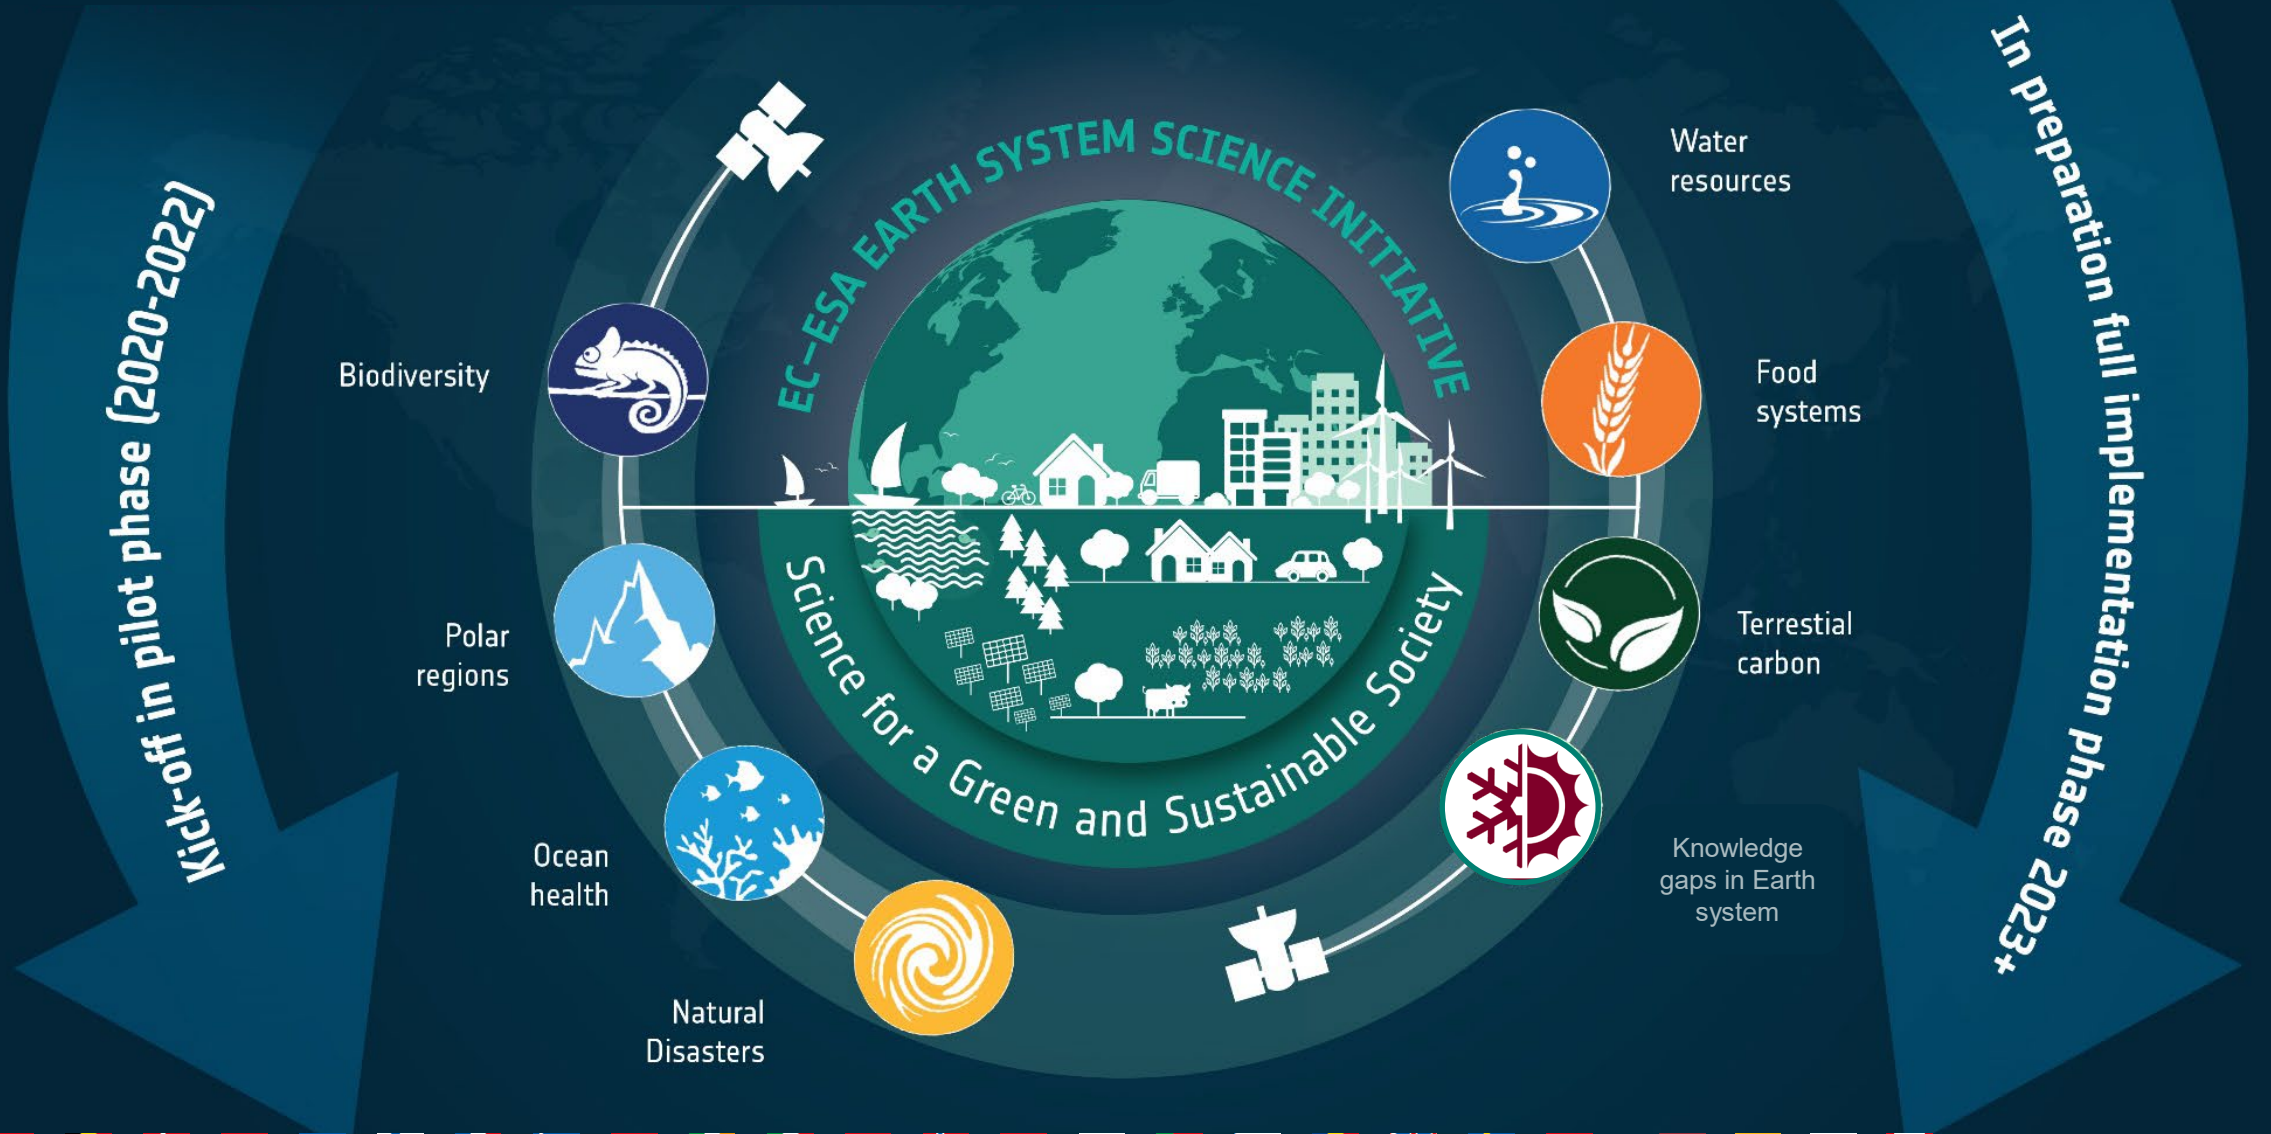 Kick-off in pilot phase (2020-2022)
Biodiversity
Polar
regions
Ocean
health
Natural
Disasters
EC-ESA EARTH SYSTEM SCIENCE INITIATIVE
Science for a Green and Sustainable Society
Water
resources
Food
systems
Terrestial
carbon
Knowledge
gaps in Earth
system
In preparation full implementation phase 2023+